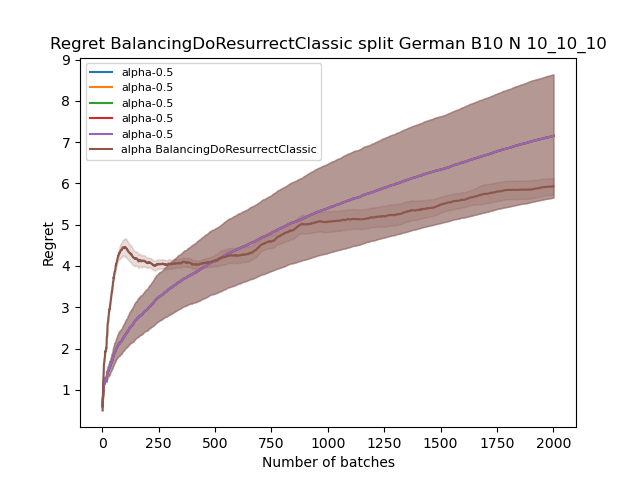 Regret BalancingDoResurrectClassic split German B10 N 10_10_10
9
8
7
6
5
4
3
2
1
Regret
alpha-0.5
alpha-0.5
alpha-0.5
alpha-0.5
alpha-0.5
alpha BalancingDoResurrectClassic
0 250 500 750 1000 1250 1500 1750 2000
Number of batches